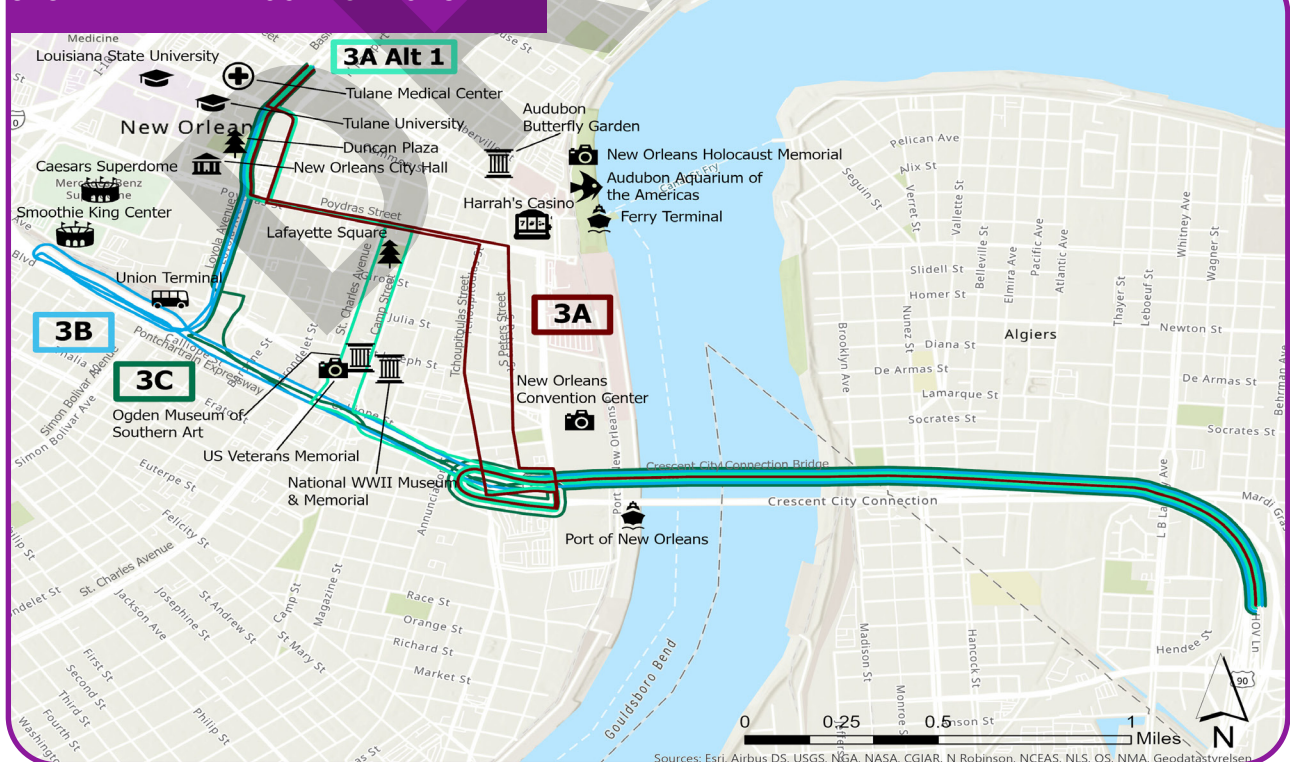 Medicine
Louisiana State University
3A Alt 1
Tulane Medical Center
Audubon
Butterfly Garden
New Orlean
Tulane University
Duncan Plaza
New Orleans City Hall
New Orleans Holocaust Memorial
Caesars Superdome
Audubon Aquarium of
the Americas
Harrah's Casino
Ferry Terminal
Smoothie King Center
Poydras Street
Lafayette Square
Loyola Avenue
Union Terminal
St. Charles Avenue
Camp Street
Julia St
Tchoupitoulas Street
S Peters Street
3A
3B
3C
Pontchartrain Expressway
Simon Bolivar Avenue
Simon Bolivar Ave
New Orleans
Convention Center
Ogden Museum of
Southern Art
US Veterans Memorial
National WWII Museum
& Memorial
Crescent City Connection Bridge
Crescent City Connection
Port of New Orleans
Euterpe St
Felicity St
St. Charles Avenue
Jackson Ave
Josephine St
St Andrew St
St Mary St
Camp St
Magazine St
Race St
Orange St
Richard St
Market St
First St
Second St
Third St
Fourth St
Philip St
Gouldsboro Bend
Pelican Ave
Alix St
Seguin St
Verret St
Vallette St
Belleville St
Elmira Ave
Pacific Ave
Atlantic Ave
Whitney Ave
Wagner St
Thayer St
Leboeuf St
Slidell St
Homer St
Nunez St
Newton St
Algiers
Diana St
De Armas St
De Armas St
Lamarque St
Socrates St
Socrates St
Brooklyn Ave
Behrman Ave
Madison St
Monroe St
Hancock St
Hendee St
HOV Ln
90
0 0.25 0.5 1
Miles
N
Sources: Esri, Airbus DS, USGS, NGA, NASA, CGIAR, N Robinson, NCEAS, NLS, OS, NMA, Geodatastyrelsen